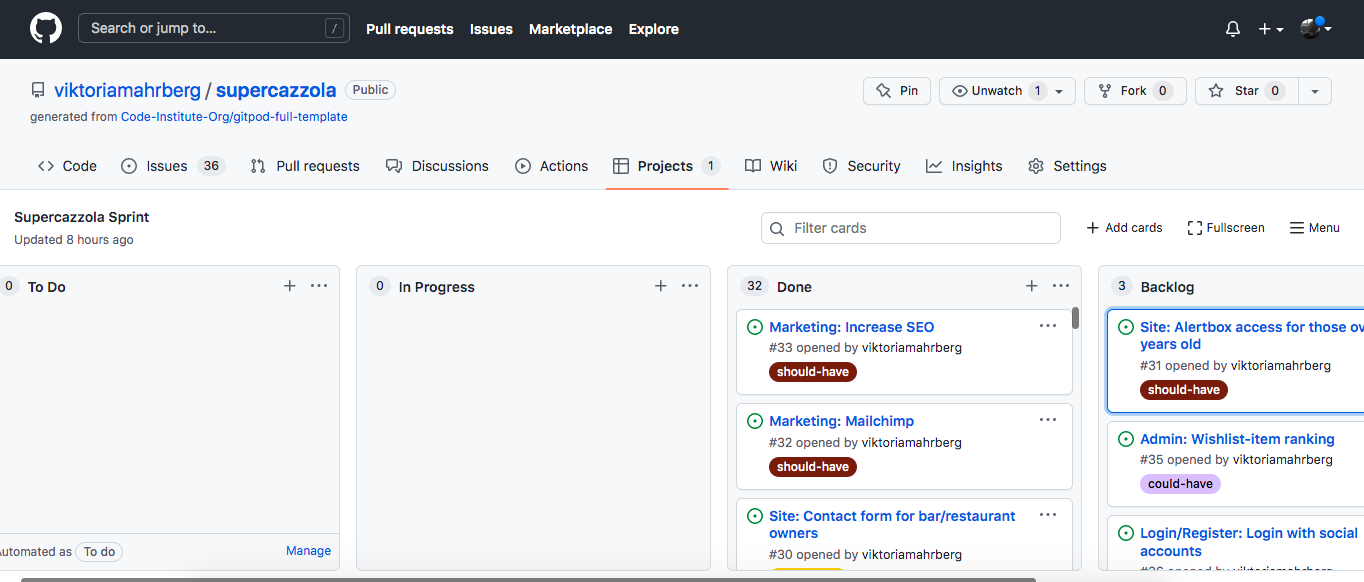 Search or jump to... /
Pull requests Issues Marketplace Explore
viktoriamahrberg / supercazzola Public
Pin Unwatch 1 Fork 0 Star 0
generated from Code-Institute-Org/gitpod-full-template
Code Issues 36 Pull requests Discussions Actions Projects 1 Wiki Security Insights Settings
Supercazzola Sprint
Updated 8 hours ago
Filter cards
Add cards Fullscreen Menu
0 To Do
Automated as To do Manage
0 In Progress
32 Done
Marketing: Increase SEO
#33 opened by viktoriamahrberg
should-have
Marketing: Mailchimp
#32 opened by viktoriamahrberg
should-have
Site: Contact form for bar/restaurant
owners
#30 opened by viktoriamahrberg
3 Backlog
Site: Alertbox access for those ov
years old
#31 opened by viktoriamahrberg
should-have
Admin: Wishlist-item ranking
#35 opened by viktoriamahrberg
could-have
Login/Register: Login with social
accounts
#36 opened by viktoriamahrberg